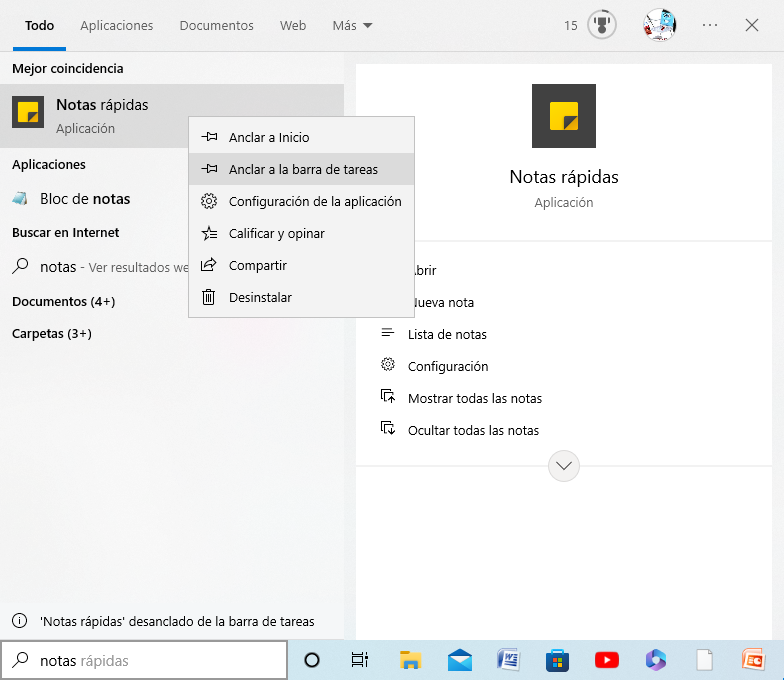 Todo Aplicaciones Documentos Web Más 15
Mejor coincidencia
Notas rápidas
Aplicación
Aplicaciones
Bloc de notas
Buscar en Internet
notas - Ver resultados we
Documentos (4+)
Carpetas (3+)
Anclar a Inicio
Anclar a la barra de tareas
Configuración de la aplicación
Calificar y opinar
Compartir
Desinstalar
Notas rápidas
Aplicación
brir
ueva nota
Lista de notas
Configuración
Mostrar todas las notas
Ocultar todas las notas
'Notas rápidas' desanclado de la barra de tareas
notas rápidas